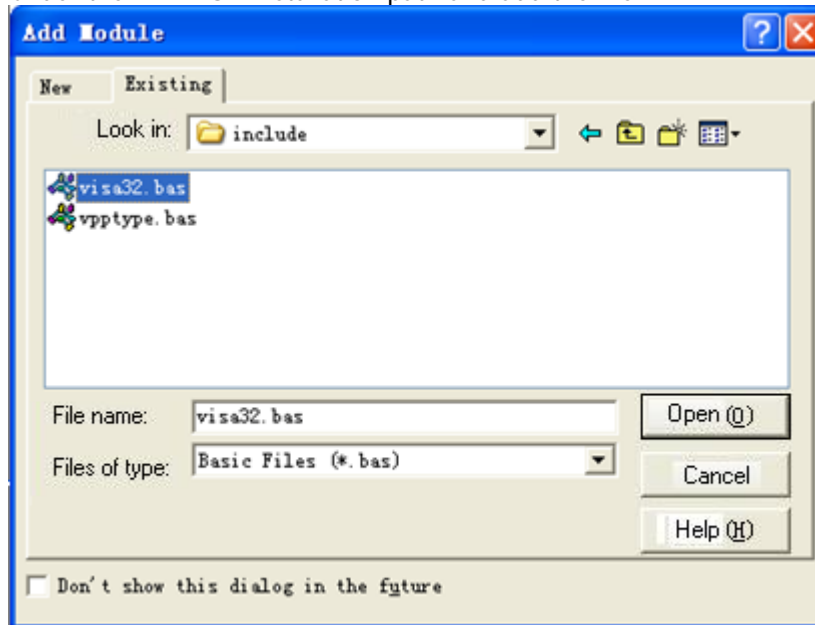 Add Module
New Existing
Look in: include
visa32.bas
vpptype.bas
File name: visa32.bas Open (O)
Files of type: Basic Files (*.bas) Cancel
Help (H)
Don't show this dialog in the future